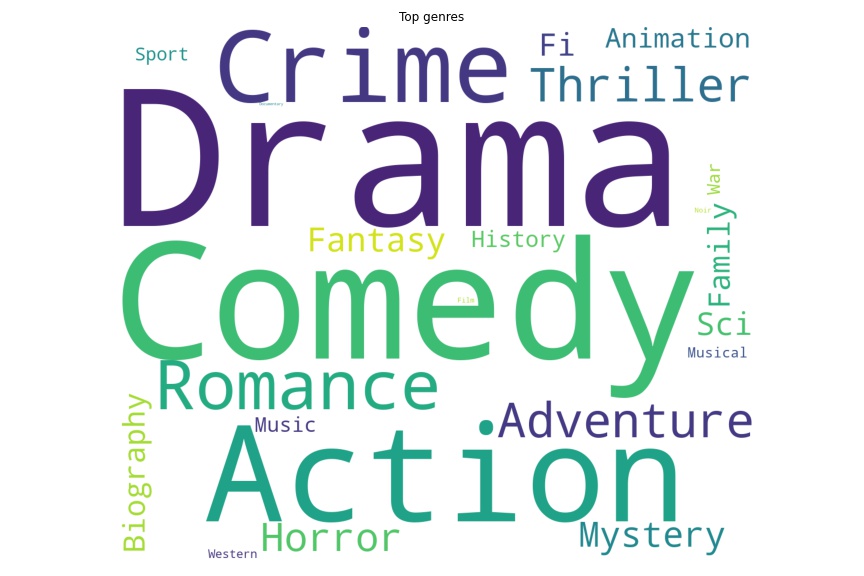 Top genres
Sport
Crime
Fi
Animation
Thriller
Documentary
Drama
War
Noir
Family
Fantasy
History
Comedy
Film
Sci
Musical
Romance
Biography
Music
Adventure
Action
Mystery
Horror
Western